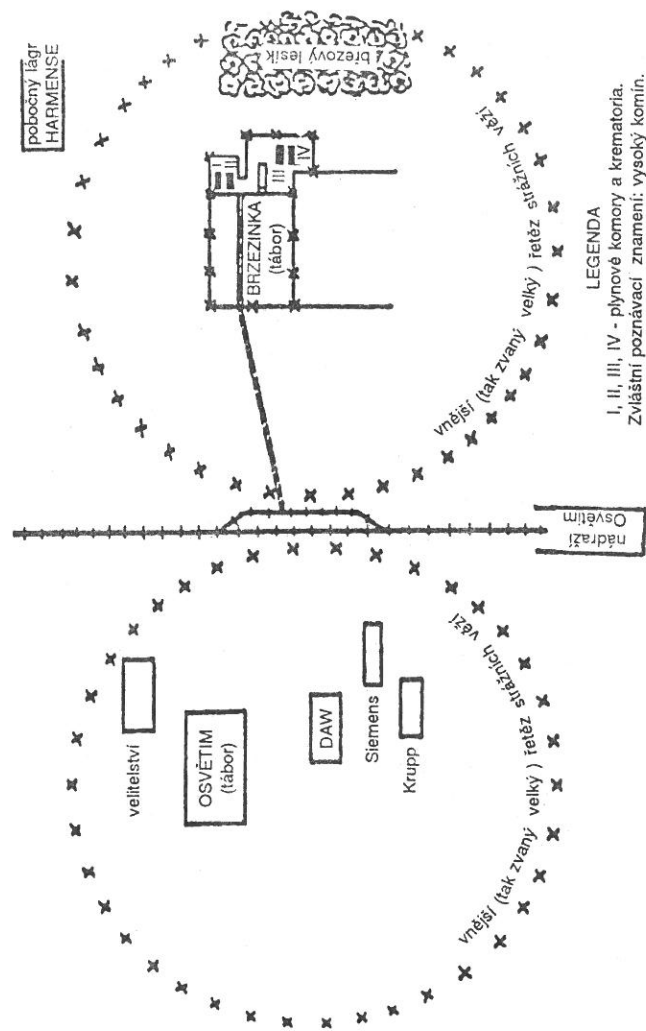 pobočný lágr
HARMENSE
březový lesík
I
II
III
IV
BRZEZINKA
(tábor)
vnější (tak zvaný velký) řetěz strážních věží
nádraží
Osvětim
velitelství
OSVĚTIM
(tábor)
DAW
Siemens
Krupp
vnější (tak zvaný velký) řetěz strážních věží
LEGENDA
I, II, III, IV - plynové komory a krematoria.
Zvláštní poznávací znamení: vysoký komín.